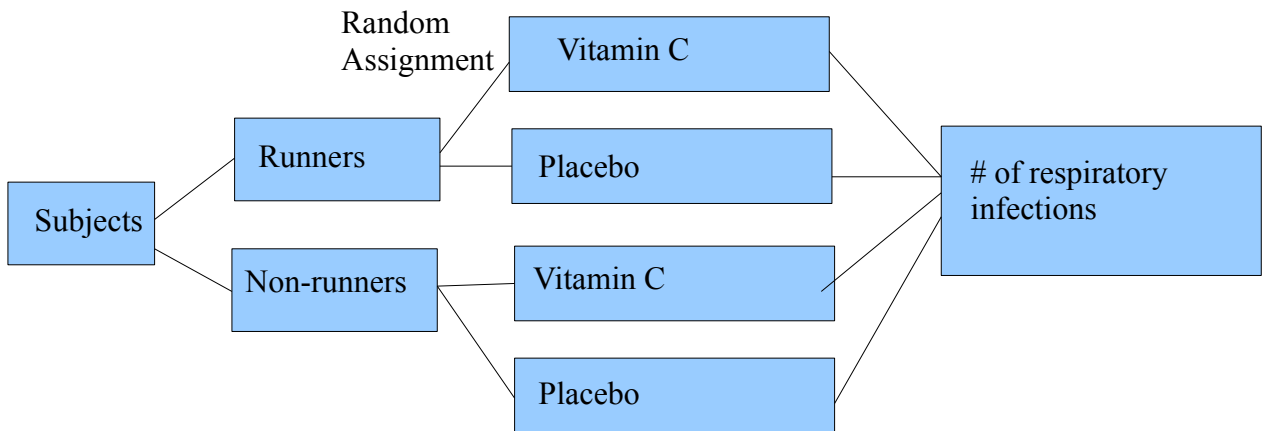 Random
Assignment
Vitamin C
Runners
Placebo
# of respiratory
infections
Subjects
Non-runners
Vitamin C
Placebo